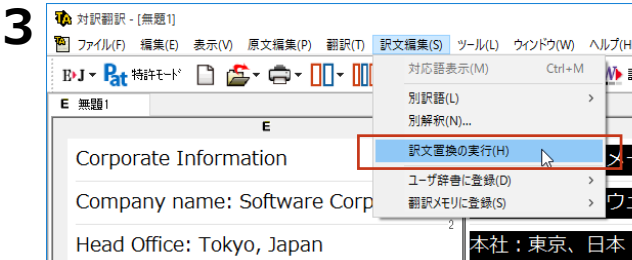 3
対訳翻訳 - [無題1]
ファイル(F) 編集(E) 表示(V) 原文編集(P) 翻訳(T) 訳文編集(S) ツール(L) ウィンドウ(W) ヘルプ(H
E›J Pat 特許モード
対応語表示(M) Ctrl+M
E 無題1
別訳語(L)
別解釈(N)...
E
訳文置換の実行(H)
Corporate Information
ユーザ辞書に登録(D)
Company name: Software Corp
翻訳メモリに登録(S)
2
Head Office: Tokyo, Japan
本社：東京、日本